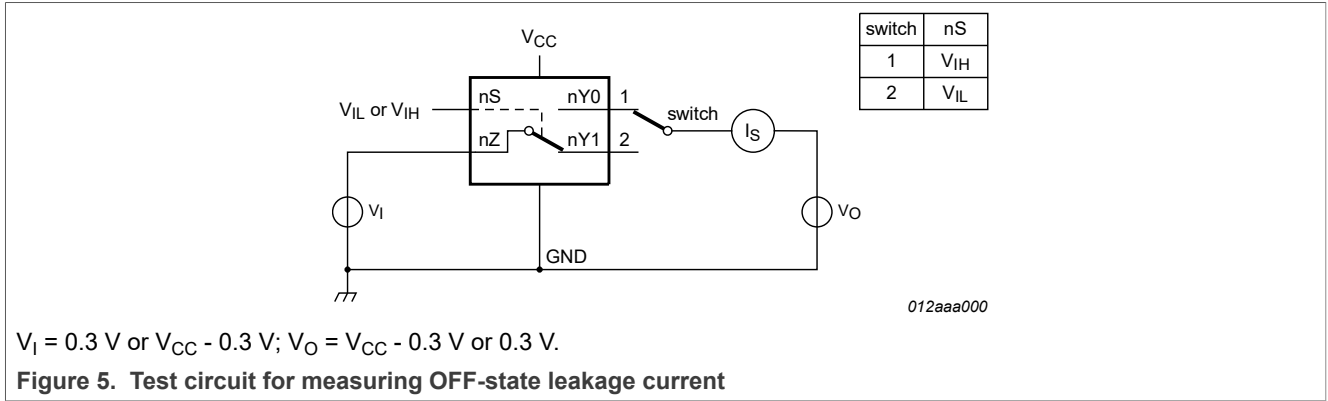 switch nS
1 VIH
2 VIL
VCC
VIL or VIH
nS
nY0
1
switch
nZ
nY1
2
IS
VI
VO
GND
012aaa000
VI = 0.3 V or VCC - 0.3 V; VO = VCC - 0.3 V or 0.3 V.
Figure 5. Test circuit for measuring OFF-state leakage current